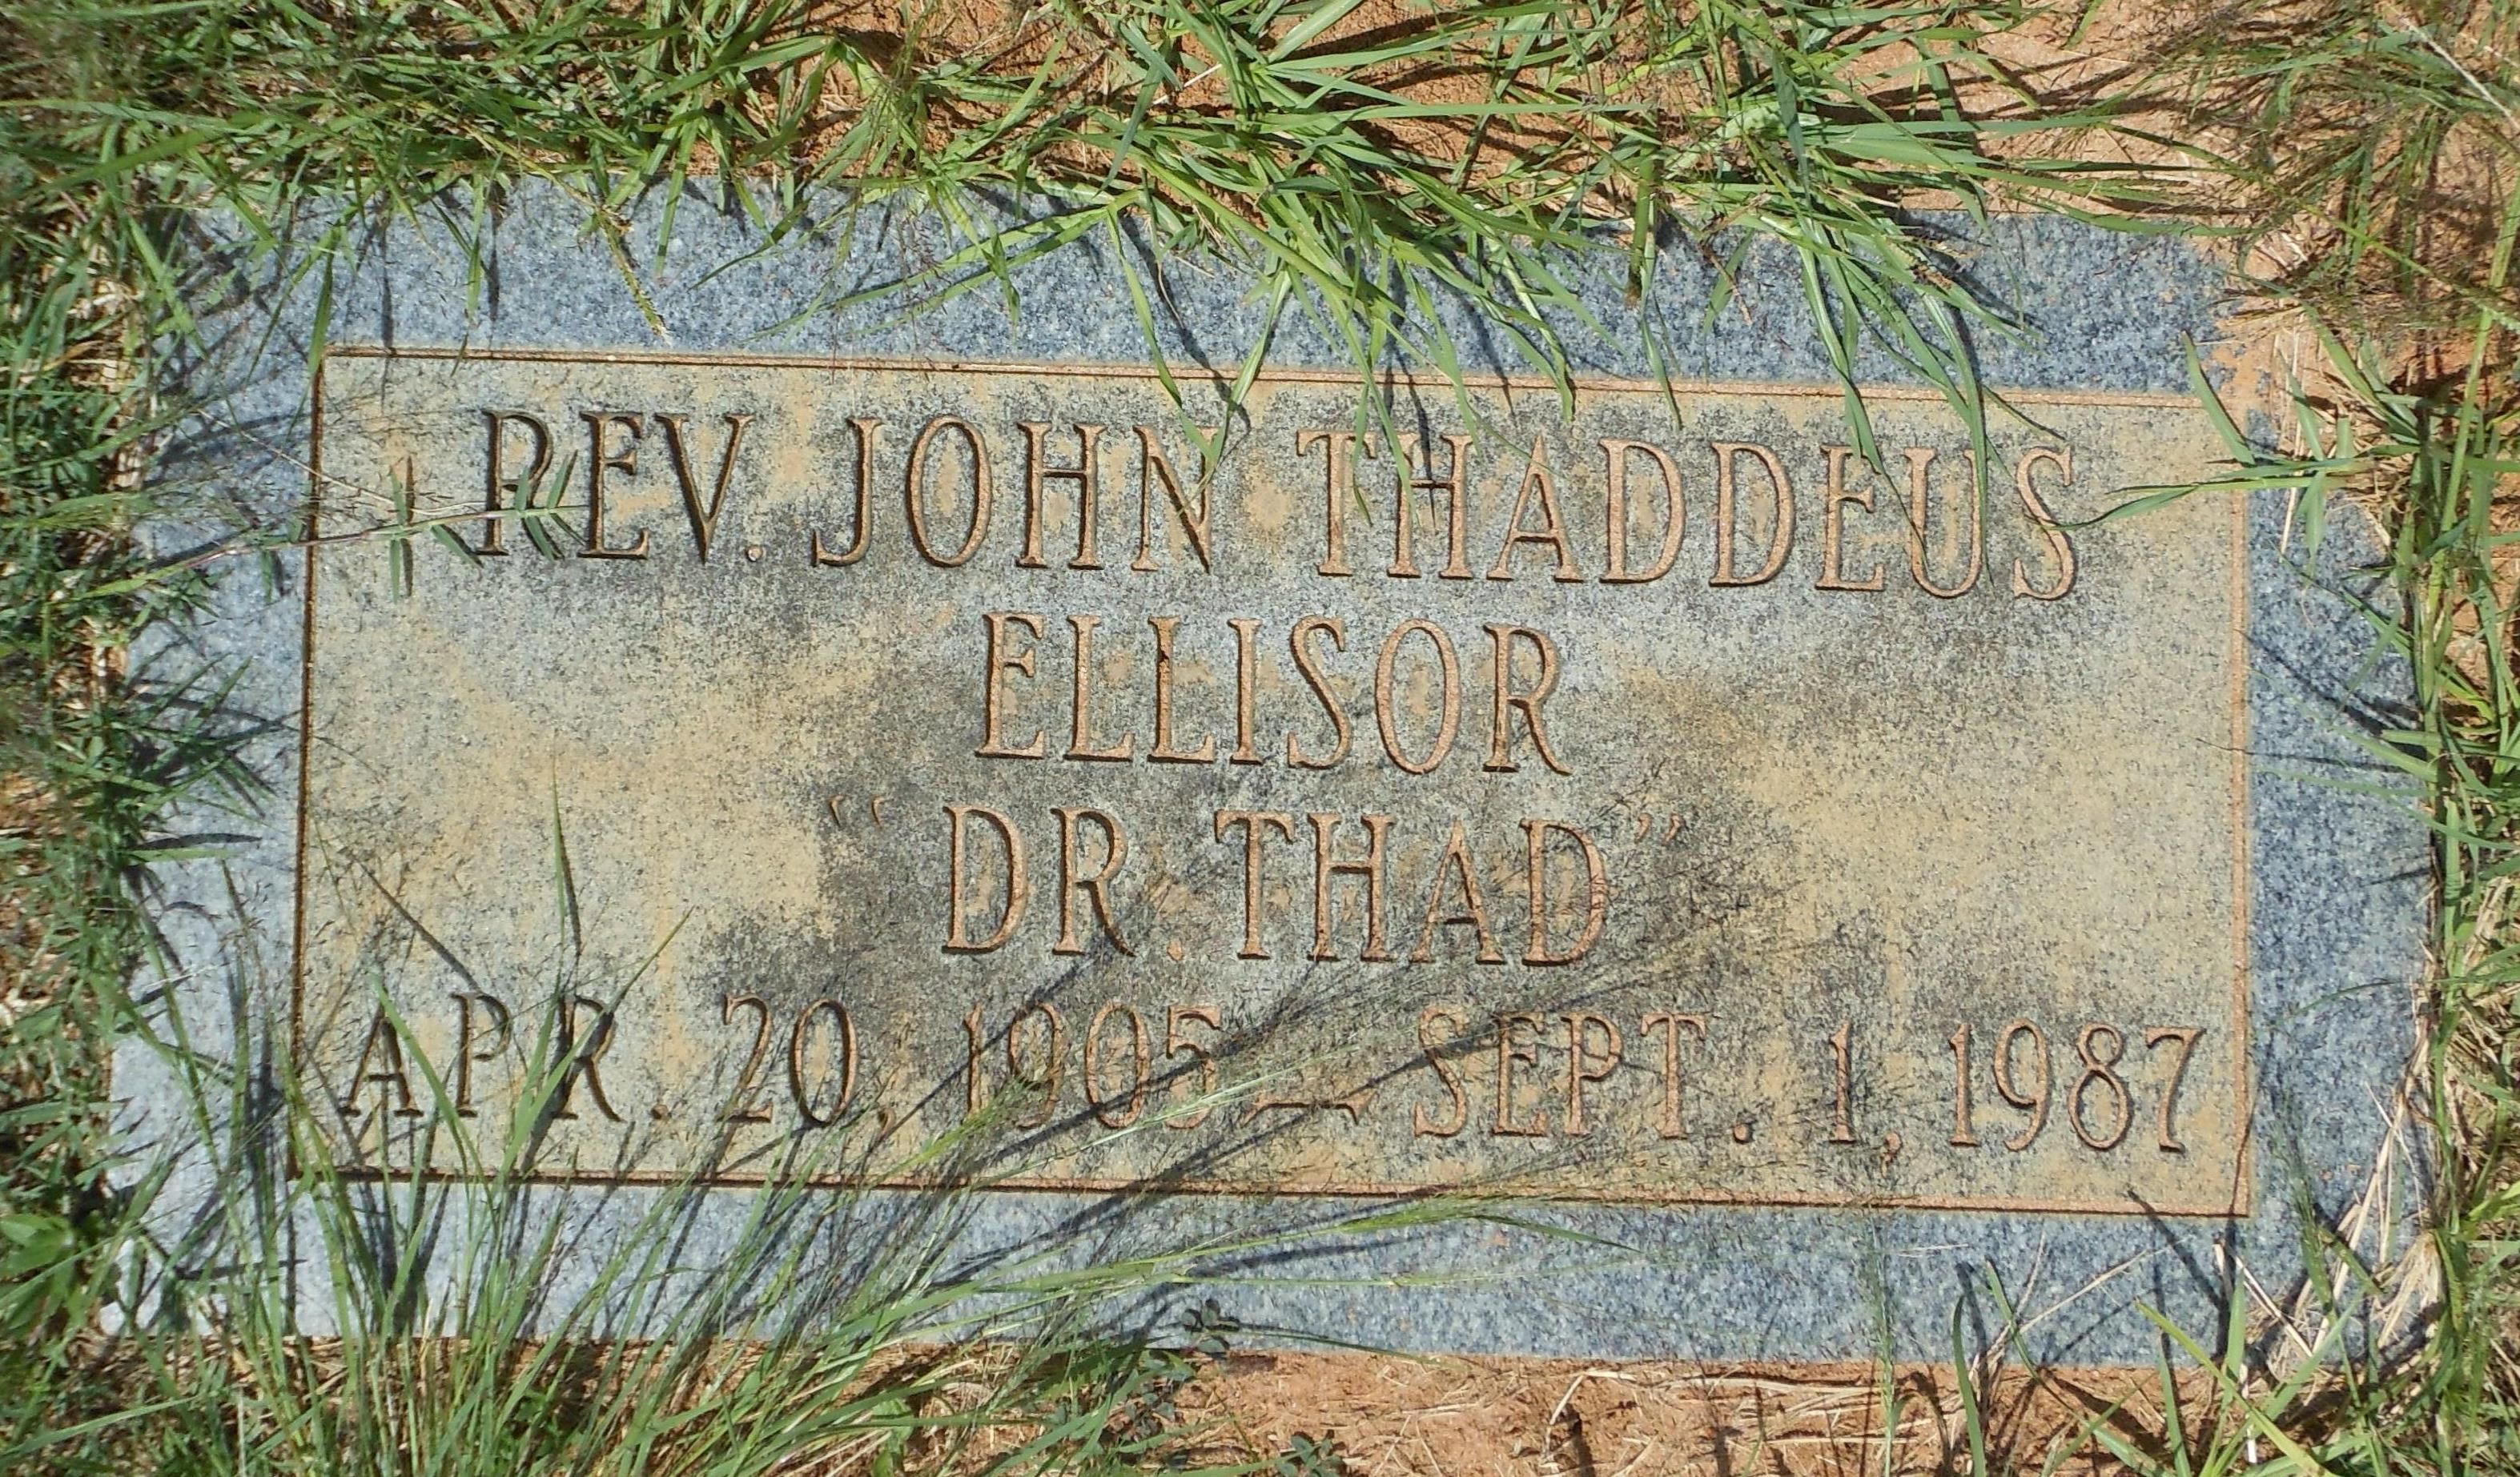 REV. JOHN THADDEUS
ELLISOR
“DR. THAD”
APR. 20, 1905 — SEPT. 1, 1987